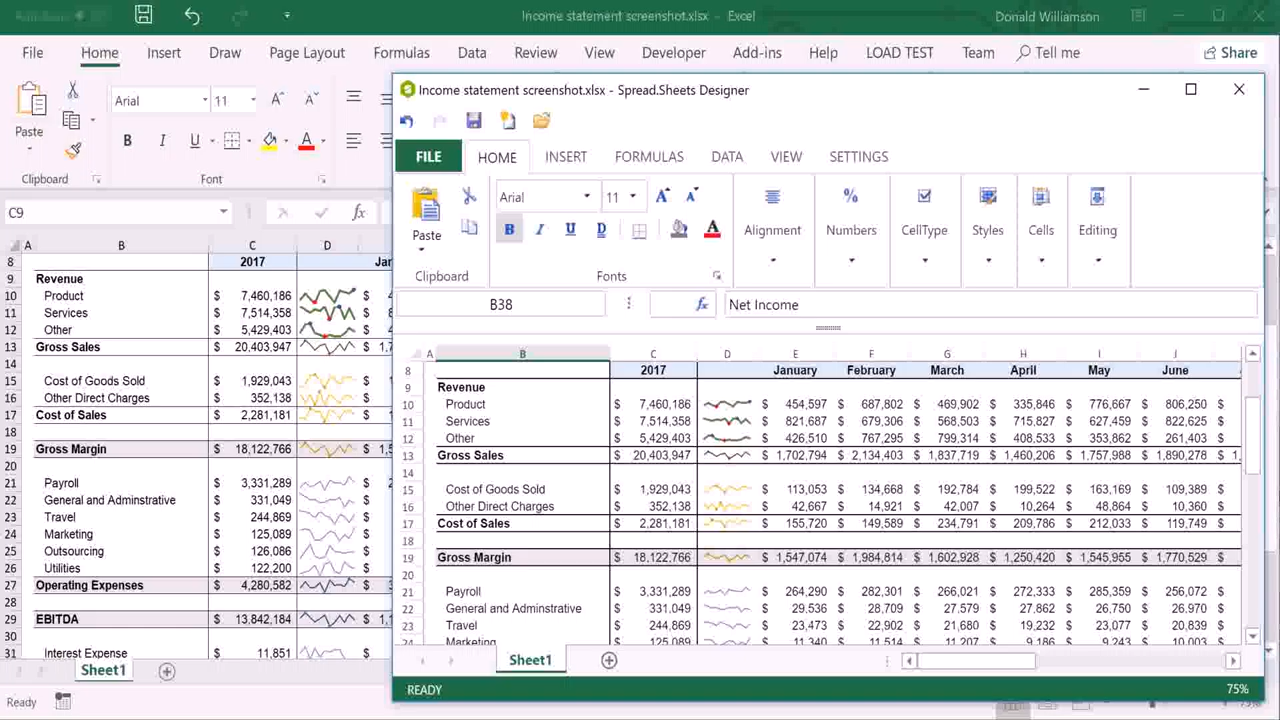 Income statement screenshot.xlsx - Excel
Donald Williamson
File Home Insert Draw Page Layout Formulas Data Review View Developer Add-ins Help LOAD TEST Team Tell me Share
Paste
Arial 11
B I U
Clipboard Font
C9 fx
A B C D
8 2017
9 Revenue
10 Product $ 7,460,186 $
11 Services $ 7,514,358 $
12 Other $ 5,429,403 $
13 Gross Sales $ 20,403,947 $
14
15 Cost of Goods Sold $ 1,929,043 $
16 Other Direct Charges $ 352,138 $
17 Cost of Sales $ 2,281,181 $
18
19 Gross Margin $ 18,122,766 $
20
21 Payroll $ 3,331,289 $
22 General and Adminstrative $ 331,049 $
23 Travel $ 244,869 $
24 Marketing $ 125,089 $
25 Outsourcing $ 126,086 $
26 Utilities $ 122,200 $
27 Operating Expenses $ 4,280,582 $
28
29 EBITDA $ 13,842,184 $
30
31 Interest Expense $ 11,851 $
Sheet1
Ready
Income statement screenshot.xlsx - Spread.Sheets Designer
FILE HOME INSERT FORMULAS DATA VIEW SETTINGS
Paste
Arial 11
B I U D A
Alignment Numbers CellType Styles Cells Editing
Clipboard Fonts
B38 fx Net Income
A B C D E F G H I J
8 2017 January February March April May June
9 Revenue
10 Product $ 7,460,186 $ 454,597 $ 687,802 $ 469,902 $ 335,846 $ 776,667 $ 806,250 $
11 Services $ 7,514,358 $ 821,687 $ 679,306 $ 568,503 $ 715,827 $ 627,459 $ 822,625 $
12 Other $ 5,429,403 $ 426,510 $ 767,295 $ 799,314 $ 408,533 $ 353,862 $ 261,403 $
13 Gross Sales $ 20,403,947 $ 1,702,794 $ 2,134,403 $ 1,837,719 $ 1,460,206 $ 1,757,988 $ 1,890,278 $
14
15 Cost of Goods Sold $ 1,929,043 $ 113,053 $ 134,668 $ 192,784 $ 199,522 $ 163,169 $ 109,389 $
16 Other Direct Charges $ 352,138 $ 42,667 $ 14,921 $ 42,007 $ 10,264 $ 48,864 $ 10,360 $
17 Cost of Sales $ 2,281,181 $ 155,720 $ 149,589 $ 234,791 $ 209,786 $ 212,033 $ 119,749 $
18
19 Gross Margin $ 18,122,766 $ 1,547,074 $ 1,984,814 $ 1,602,928 $ 1,250,420 $ 1,545,955 $ 1,770,529 $
20
21 Payroll $ 3,331,289 $ 264,290 $ 282,301 $ 266,021 $ 272,333 $ 285,359 $ 256,072 $
22 General and Adminstrative $ 331,049 $ 29,536 $ 28,709 $ 27,579 $ 27,862 $ 26,750 $ 26,970 $
23 Travel $ 244,869 $ 23,473 $ 22,902 $ 21,680 $ 19,232 $ 23,077 $ 20,839 $
24 Marketing $ 125,089 $ 11,340 $ 11,514 $ 11,207 $ 9,186 $ 9,243 $ 10,003 $
Sheet1
READY 75%